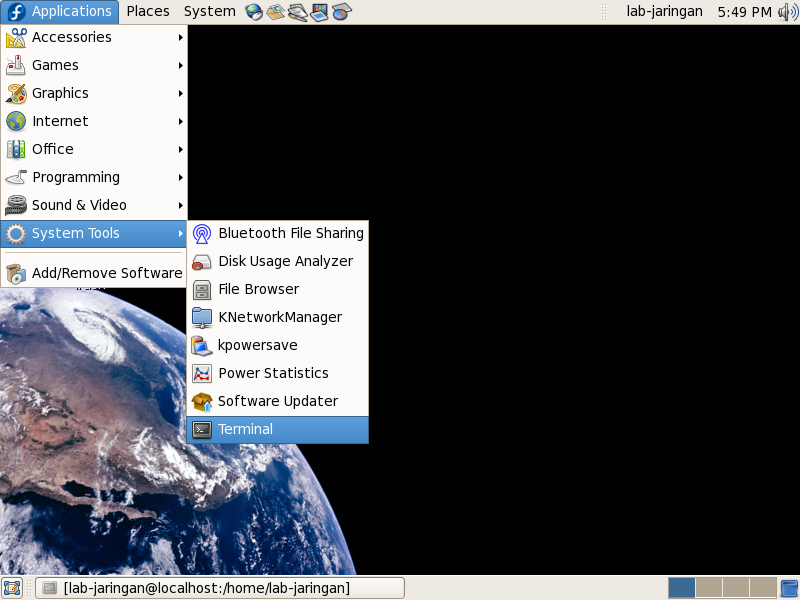 Applications Places System lab-jaringan 5:49 PM
Accessories
Games
Graphics
Internet
Office
Programming
Sound & Video
System Tools
Add/Remove Software
Bluetooth File Sharing
Disk Usage Analyzer
File Browser
KNetworkManager
kpowersave
Power Statistics
Software Updater
Terminal
[lab-jaringan@localhost:/home/lab-jaringan]